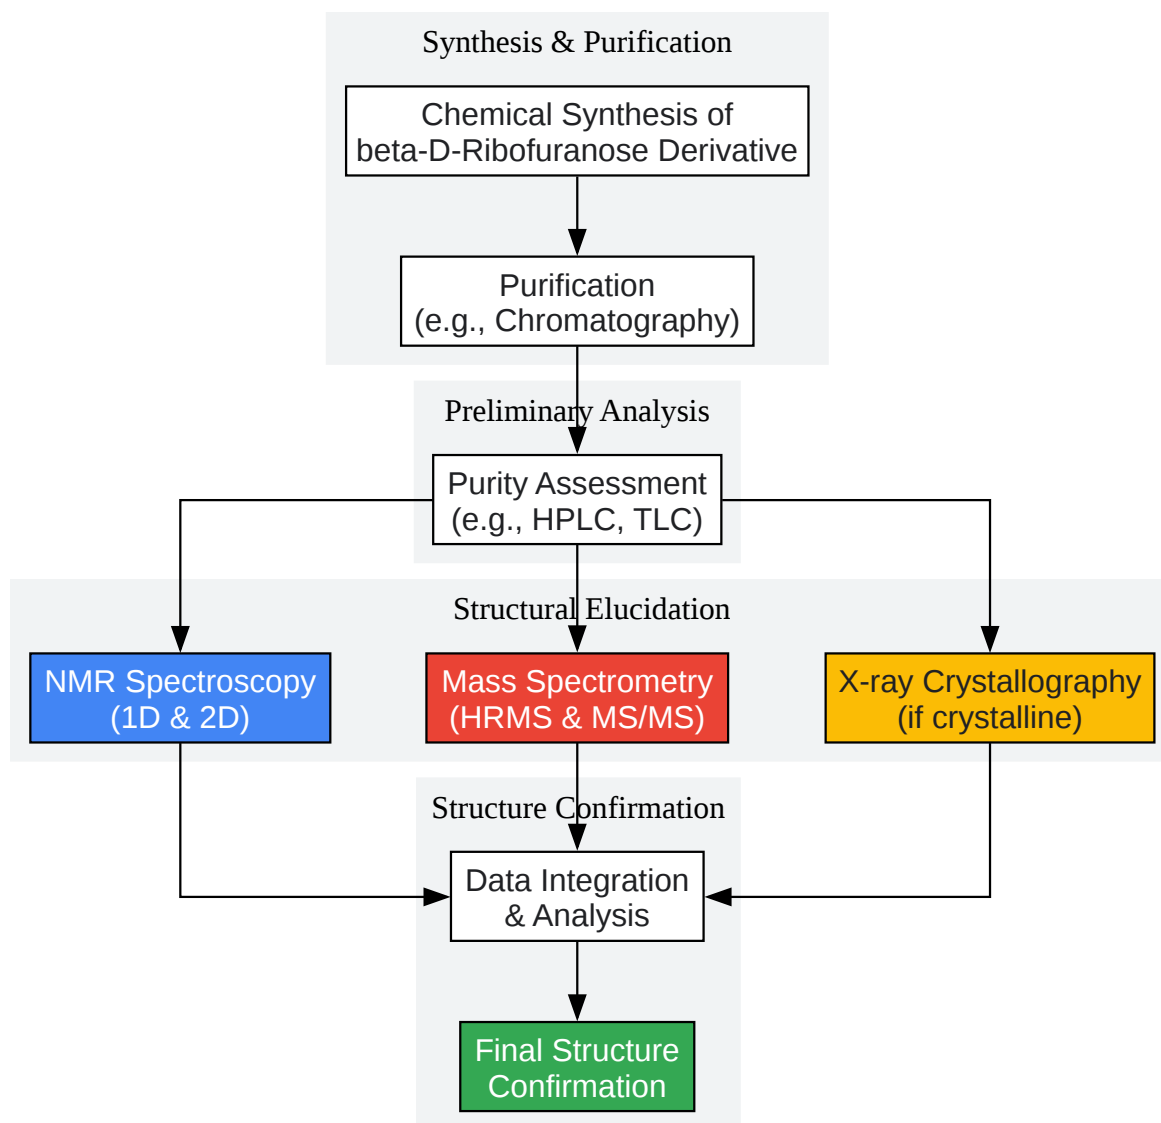 Synthesis & Purification
Chemical Synthesis of
beta-D-Ribofuranose Derivative
Purification
(e.g., Chromatography)
Preliminary Analysis
Purity Assessment
(e.g., HPLC, TLC)
Structural Elucidation
NMR Spectroscopy
(1D & 2D)
Mass Spectrometry
(HRMS & MS/MS)
X-ray Crystallography
(if crystalline)
Structure Confirmation
Data Integration
& Analysis
Final Structure
Confirmation